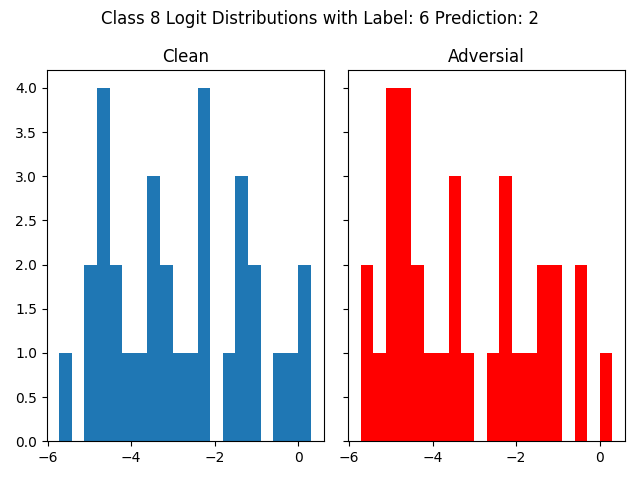 Class 8 Logit Distributions with Label: 6 Prediction: 2
Clean
Adversial
4.0
3.5
3.0
2.5
2.0
1.5
1.0
0.5
0.0
−6 −4 −2 0
−6 −4 −2 0